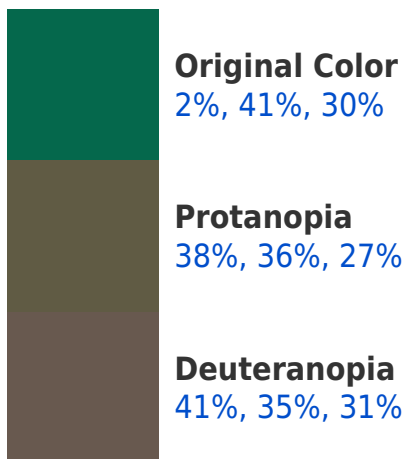 Original Color
2%, 41%, 30%
Protanopia
38%, 36%, 27%
Deuteranopia
41%, 35%, 31%